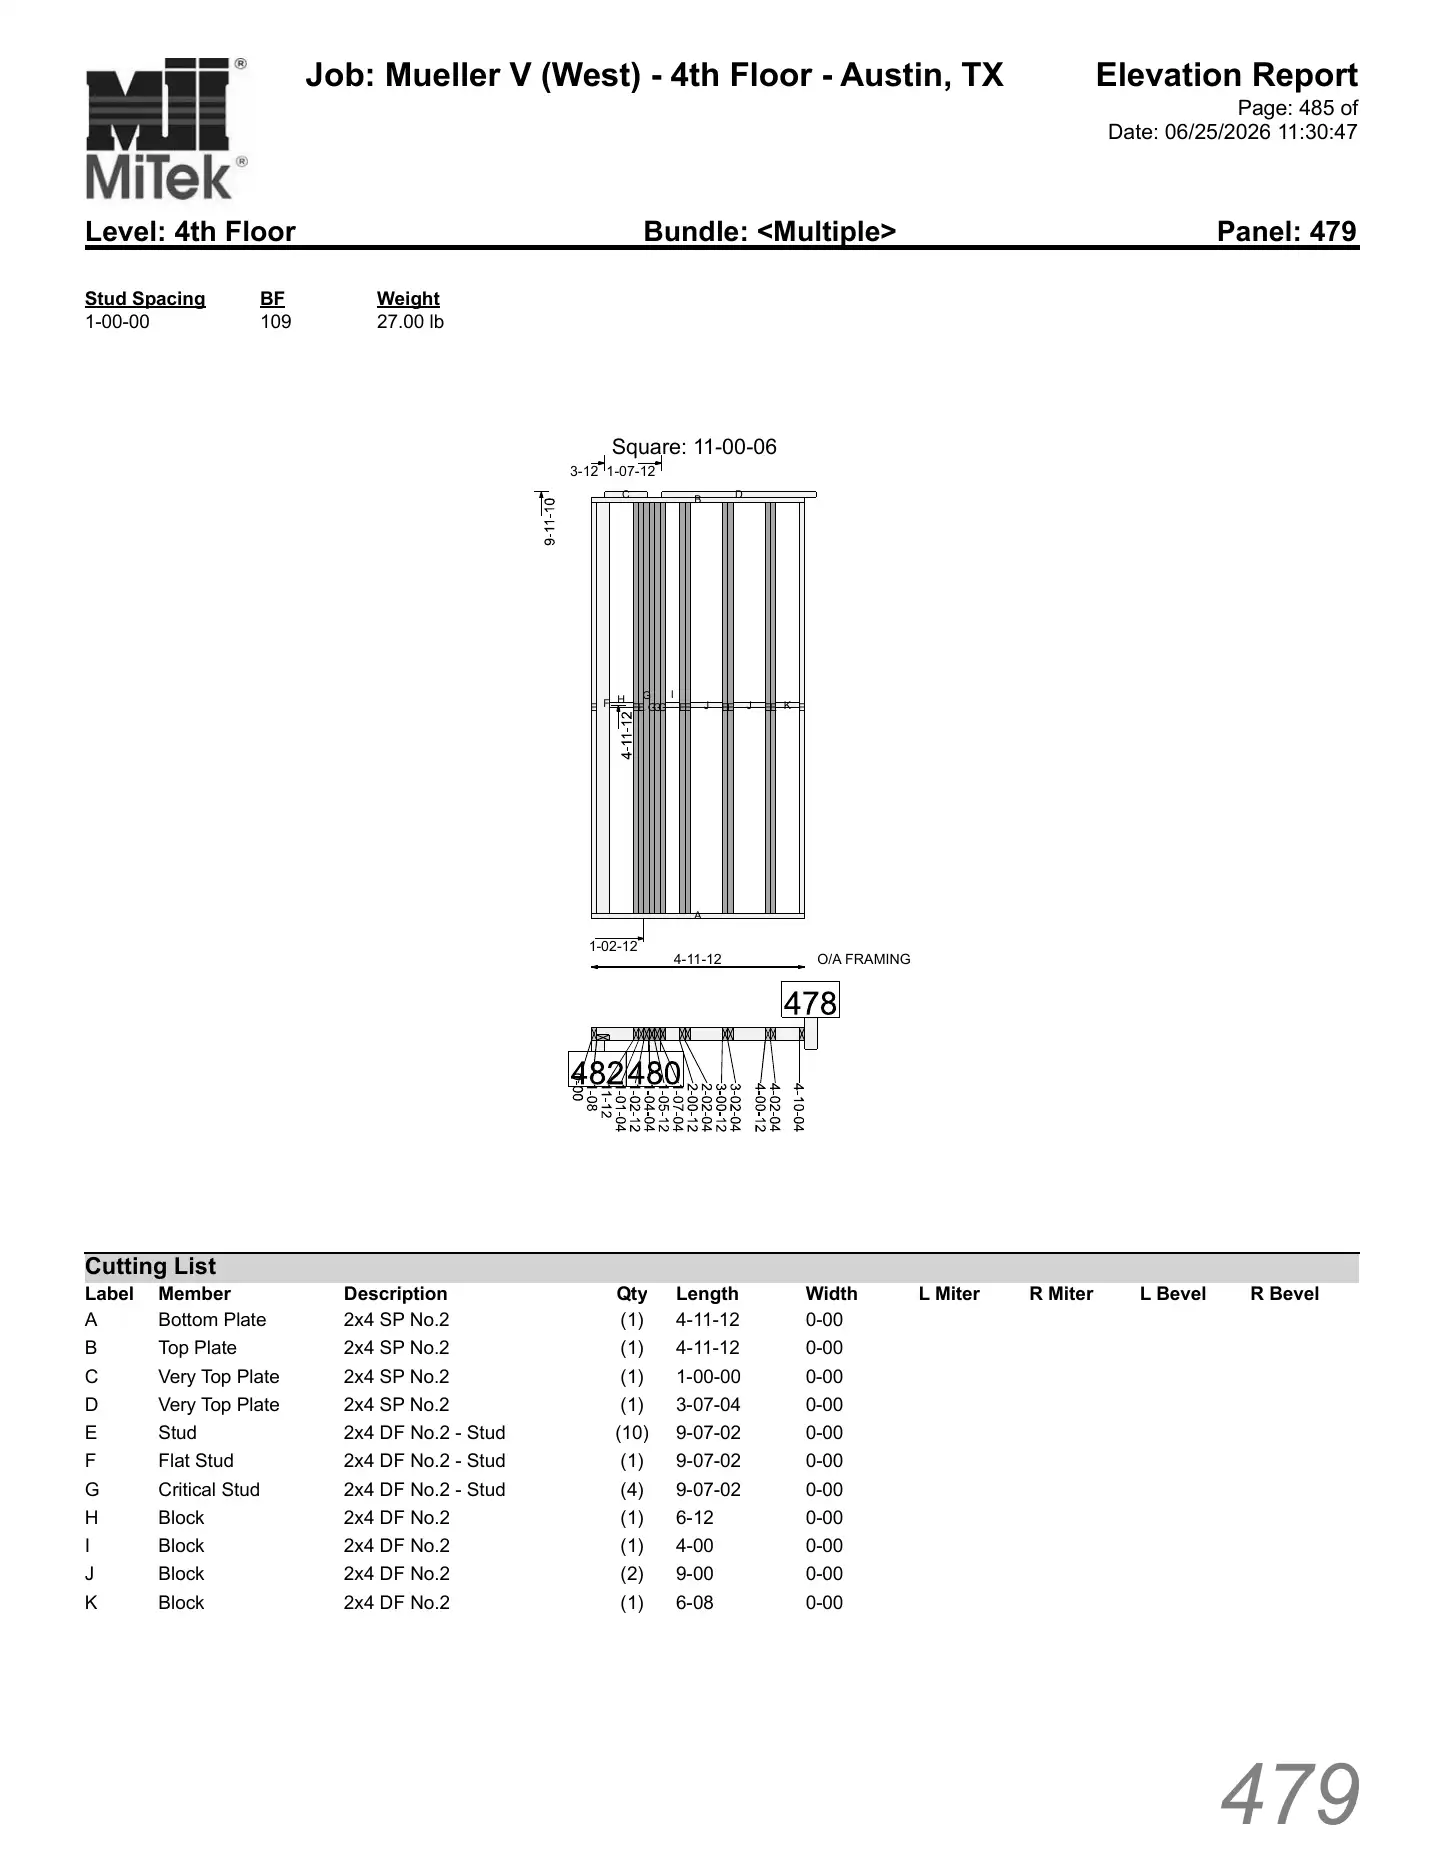 Job: Mueller V (West) - 4th Floor - Austin, TX
Elevation Report
Page: 485 of
Date: 06/25/2026 11:30:47
MiTek®
Level: 4th Floor Bundle: <Multiple> Panel: 479
Stud Spacing BF Weight
1-00-00 109 27.00 lb
Square: 11-00-06
3-12 1-07-12
C B D
9-11-10
F H G I J J K
4-11-12
A
1-02-12
4-11-12 O/A FRAMING
478
482 480
2-00-12
2-02-04
3-00-12
3-02-04
4-00-12
4-02-04
4-10-04
Cutting List
Label Member Description Qty Length Width L Miter R Miter L Bevel R Bevel
A Bottom Plate 2x4 SP No.2 (1) 4-11-12 0-00
B Top Plate 2x4 SP No.2 (1) 4-11-12 0-00
C Very Top Plate 2x4 SP No.2 (1) 1-00-00 0-00
D Very Top Plate 2x4 SP No.2 (1) 3-07-04 0-00
E Stud 2x4 DF No.2 - Stud (10) 9-07-02 0-00
F Flat Stud 2x4 DF No.2 - Stud (1) 9-07-02 0-00
G Critical Stud 2x4 DF No.2 - Stud (4) 9-07-02 0-00
H Block 2x4 DF No.2 (1) 6-12 0-00
I Block 2x4 DF No.2 (1) 4-00 0-00
J Block 2x4 DF No.2 (2) 9-00 0-00
K Block 2x4 DF No.2 (1) 6-08 0-00
479